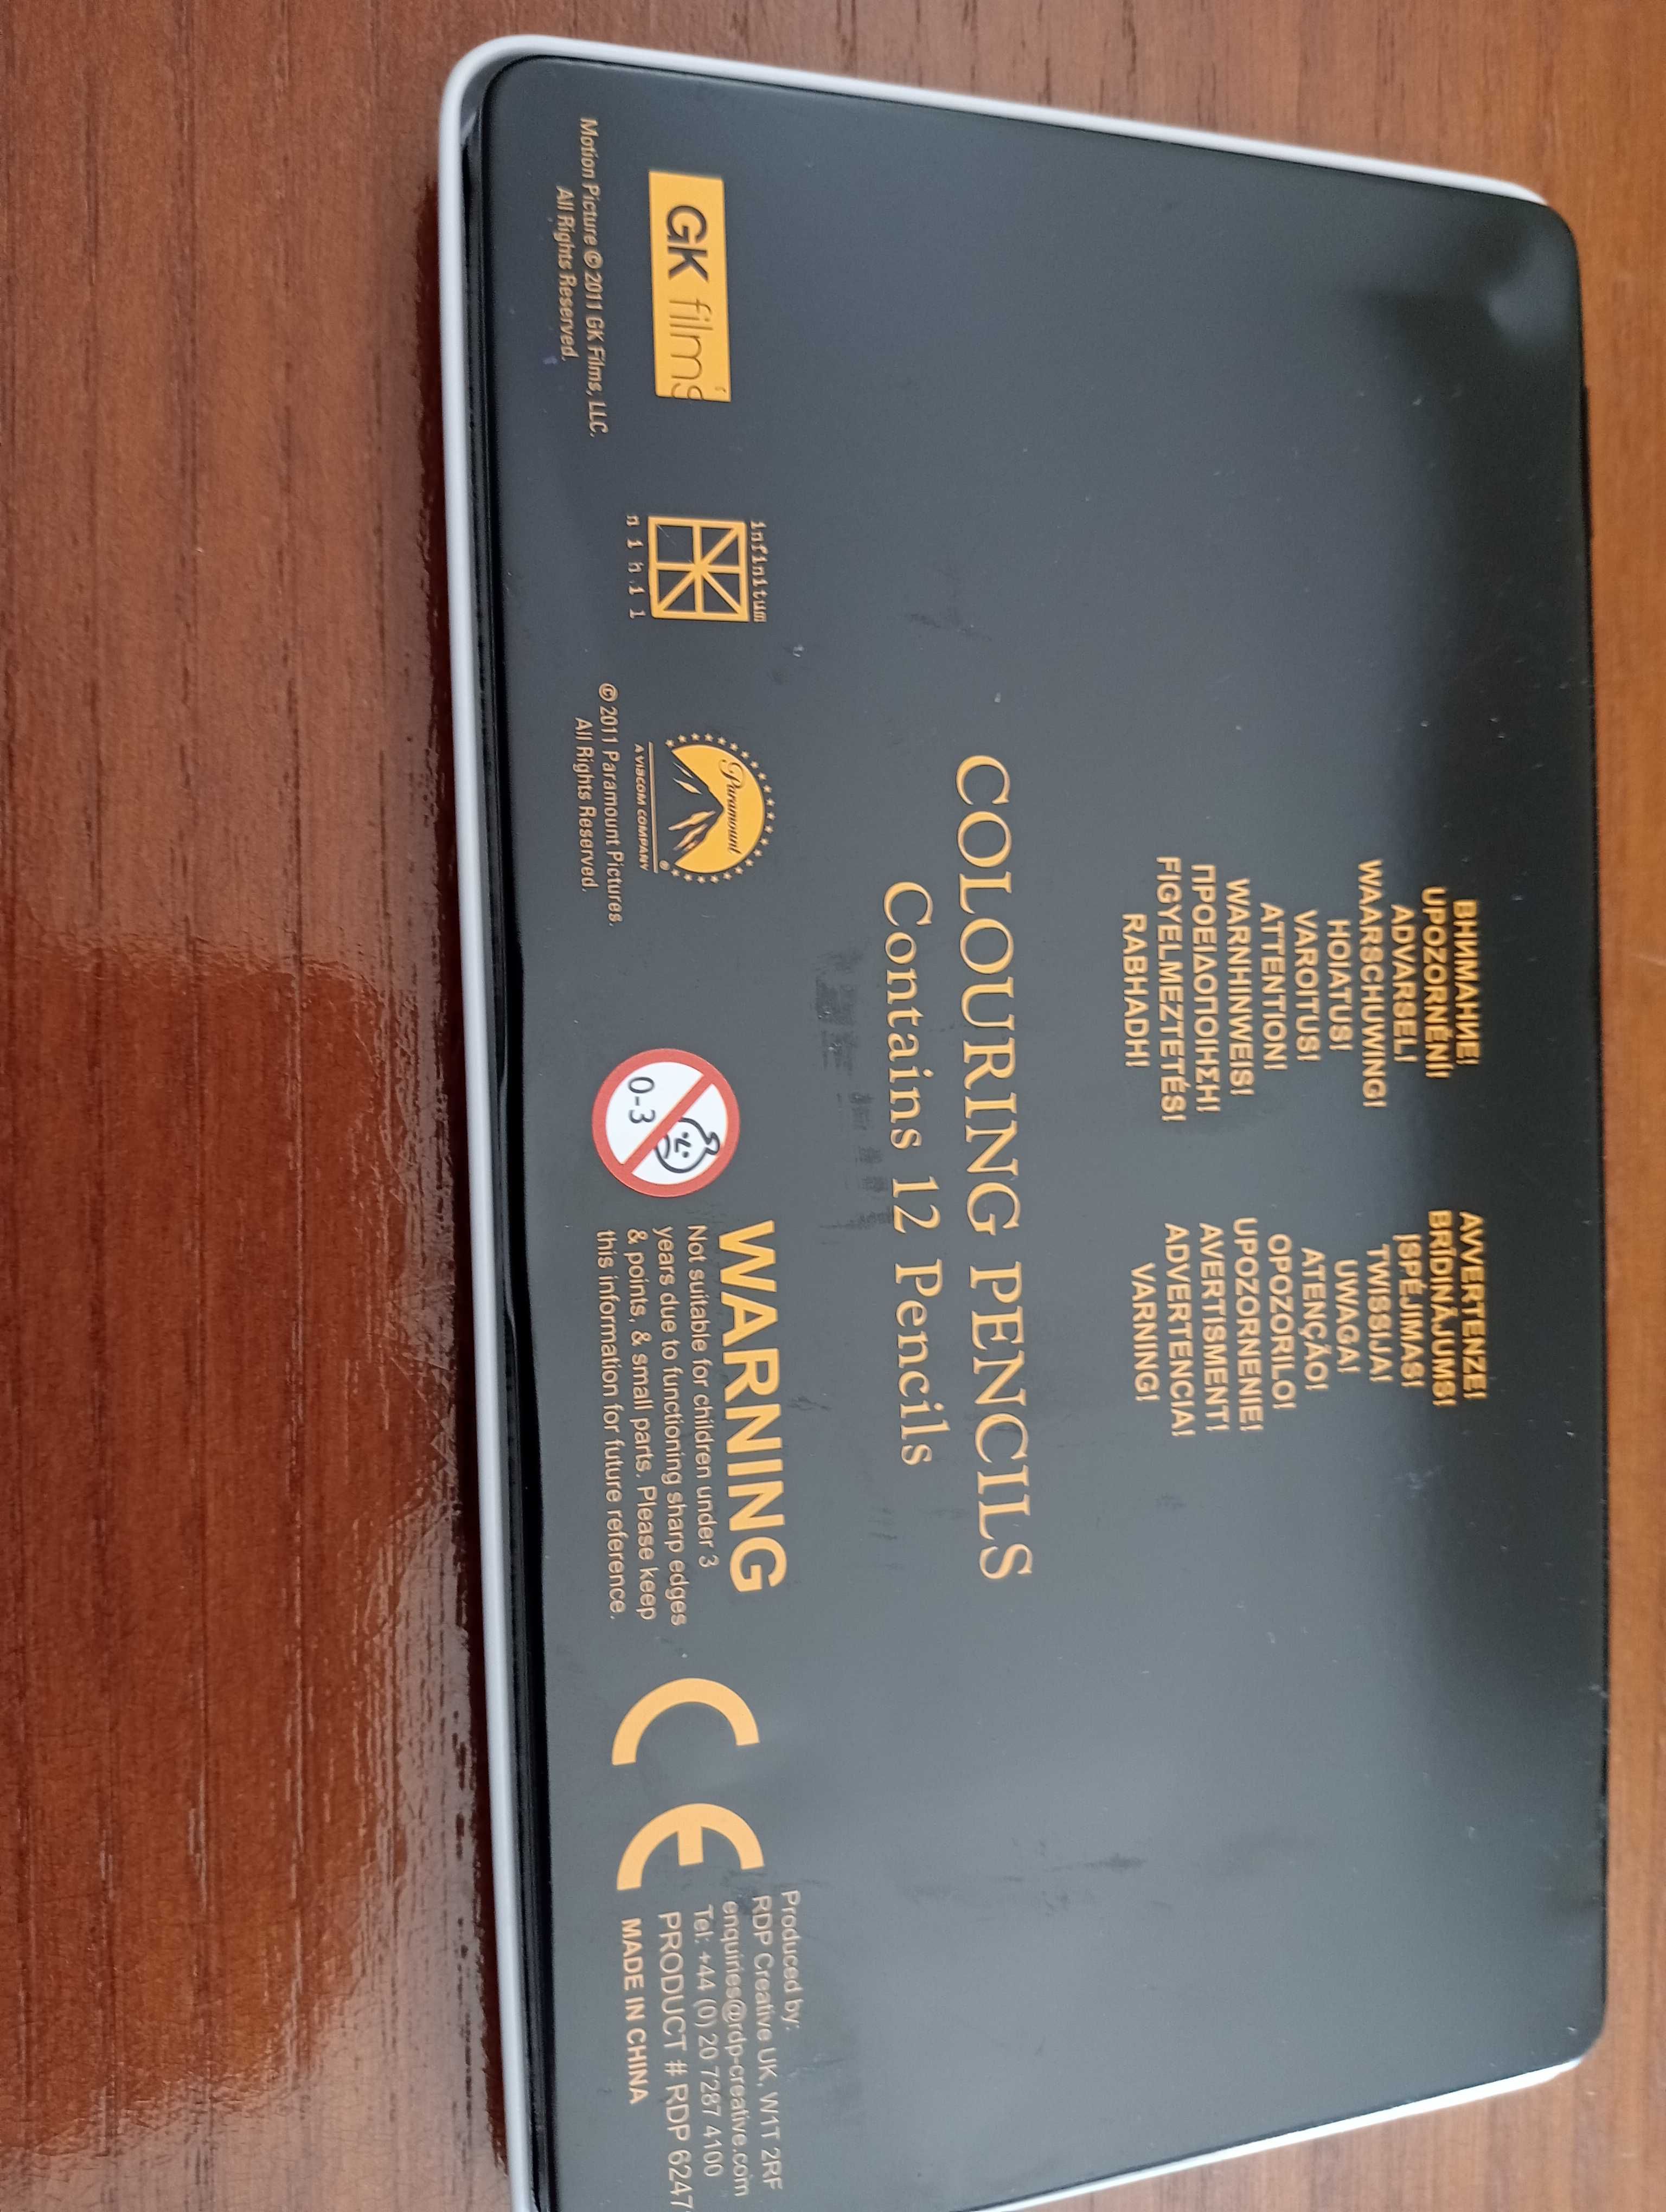 ВНИМАНИЕ!
UPOZORNĚNÍ!
ADVARSEL!
WAARSCHUWING!
HOIATUS!
VAROITUS!
ATTENTION!
WARNHINWEIS!
ΠΡΟΕΙΔΟΠΟΙΗΣΗ!
FIGYELMEZTETÉS!
RABHADH!
AVVERTENZE!
BRĪDINĀJUMS!
ĮSPĖJIMAS!
TWISSIJA!
UWAGA!
ATENÇÃO!
OPOZORILO!
UPOZORNENIE!
AVERTISMENT!
ADVERTENCIA!
VARNING!
COLOURING PENCILS
Contains 12 Pencils
GK films
Motion Picture © 2011 GK Films, LLC.
All Rights Reserved.
infinitum
nihil
Paramount
A VIACOM COMPANY
®
© 2011 Paramount Pictures.
All Rights Reserved.
0-3
WARNING
Not suitable for children under 3
years due to functioning sharp edges
& points, & small parts. Please keep
this information for future reference.
CE
Produced by:
RDP Creative UK, W1T 2RF
enquiries@rdp-creative.com
Tel: +44 (0) 20 7287 4100
PRODUCT # RDP 6247
MADE IN CHINA